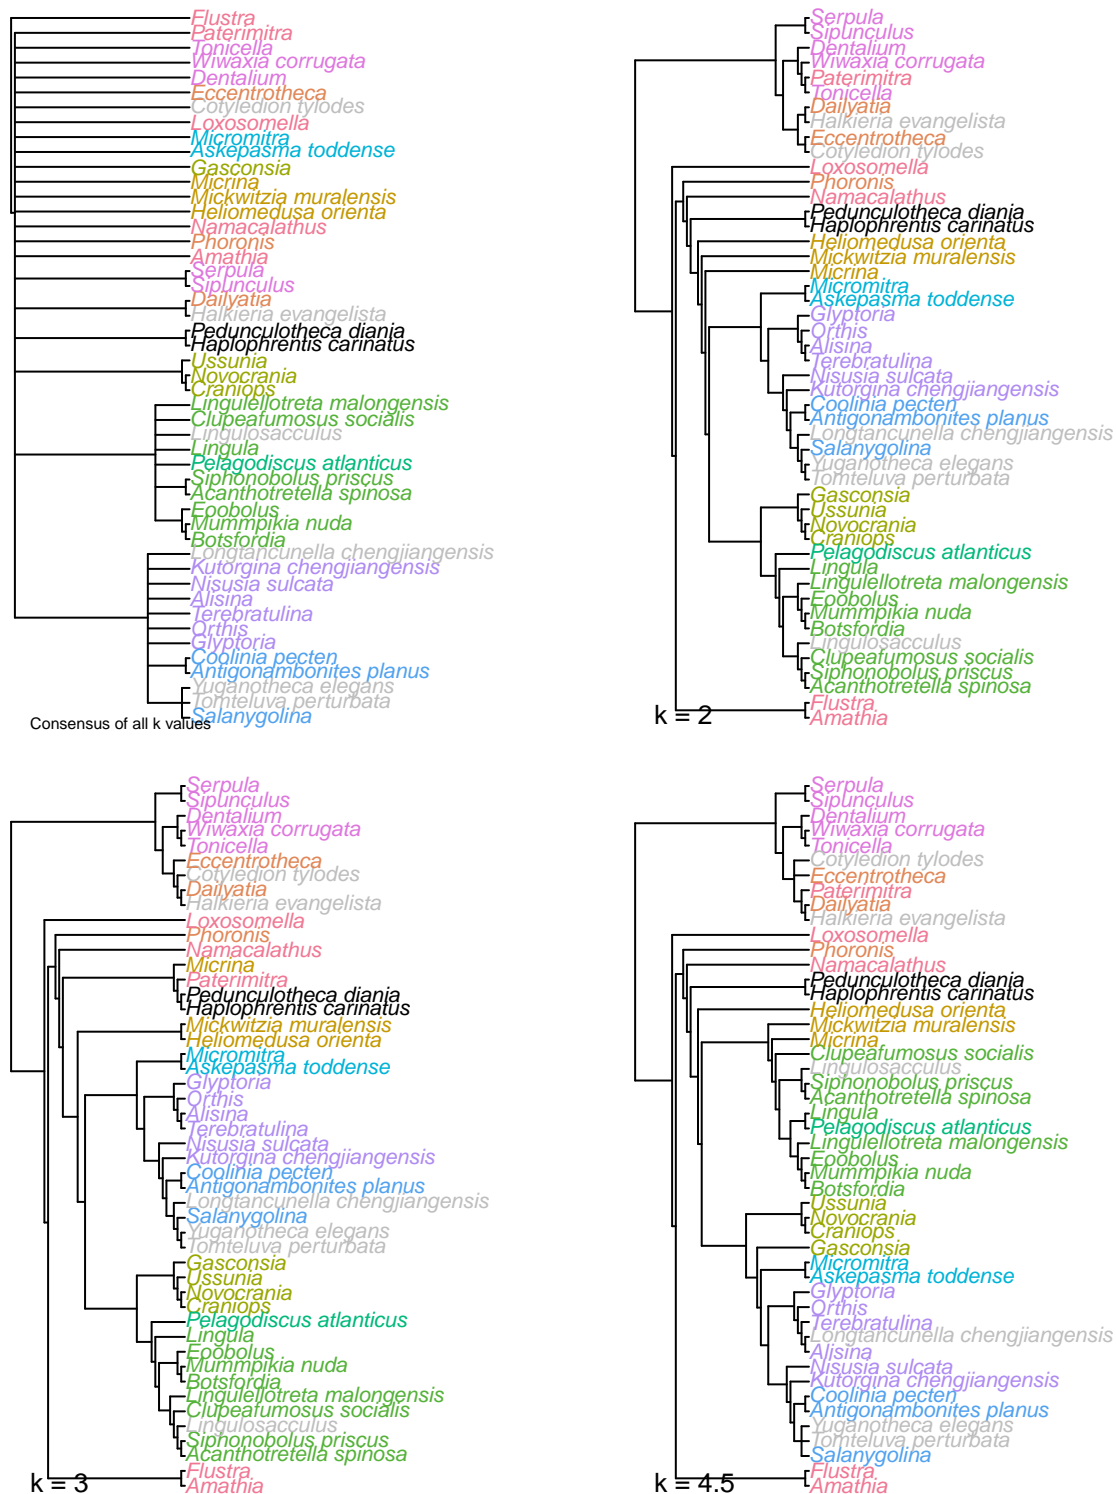 Flustra
Paterimitra
Tonicella
Wiwaxia corrugata
Dentalium
Eccentrotheca
Cotyledion tylodes
Loxosomella
Micromitra
Askepasma toddense
Gasconsia
Micrina
Mickwitzia muralensis
Heliomedusa orienta
Namacalathus
Phoronis
Amathia
Serpula
Sipunculus
Dailyatia
Halkieria evangelista
Pedunculotheca diania
Haplophrentis carinatus
Ussunia
Novocrania
Craniops
Lingulellotreta malongensis
Clupeafumosus socialis
Lingulosacculus
Lingula
Pelagodiscus atlanticus
Siphonobolus priscus
Acanthotretella spinosa
Eoobolus
Mummpikia nuda
Botsfordia
Longtancunella chengjiangensis
Kutorgina chengjiangensis
Nisusia sulcata
Alisina
Terebratulina
Orthis
Glyptoria
Coolinia pecten
Antigonambonites planus
Yuganotheca elegans
Tomteluva perturbata
Salanygolina
Consensus of all k values
Serpula
Sipunculus
Dentalium
Wiwaxia corrugata
Paterimitra
Tonicella
Dailyatia
Halkieria evangelista
Eccentrotheca
Cotyledion tylodes
Loxosomella
Phoronis
Namacalathus
Pedunculotheca diania
Haplophrentis carinatus
Heliomedusa orienta
Mickwitzia muralensis
Micrina
Micromitra
Askepasma toddense
Glyptoria
Orthis
Alisina
Terebratulina
Nisusia sulcata
Kutorgina chengjiangensis
Coolinia pecten
Antigonambonites planus
Longtancunella chengjiangensis
Salanygolina
Yuganotheca elegans
Tomteluva perturbata
Gasconsia
Ussunia
Novocrania
Craniops
Pelagodiscus atlanticus
Lingula
Lingulellotreta malongensis
Eoobolus
Mummpikia nuda
Botsfordia
Lingulosacculus
Clupeafumosus socialis
Siphonobolus priscus
Acanthotretella spinosa
Flustra
Amathia
k = 2
Serpula
Sipunculus
Dentalium
Wiwaxia corrugata
Tonicella
Eccentrotheca
Cotyledion tylodes
Dailyatia
Halkieria evangelista
Loxosomella
Phoronis
Namacalathus
Micrina
Paterimitra
Pedunculotheca diania
Haplophrentis carinatus
Mickwitzia muralensis
Heliomedusa orienta
Micromitra
Askepasma toddense
Glyptoria
Orthis
Alisina
Terebratulina
Nisusia sulcata
Kutorgina chengjiangensis
Coolinia pecten
Antigonambonites planus
Longtancunella chengjiangensis
Salanygolina
Yuganotheca elegans
Tomteluva perturbata
Gasconsia
Ussunia
Novocrania
Craniops
Pelagodiscus atlanticus
Lingula
Eoobolus
Mummpikia nuda
Botsfordia
Lingulellotreta malongensis
Clupeafumosus socialis
Lingulosacculus
Siphonobolus priscus
Acanthotretella spinosa
Flustra
Amathia
k = 3
Serpula
Sipunculus
Dentalium
Wiwaxia corrugata
Tonicella
Cotyledion tylodes
Eccentrotheca
Paterimitra
Dailyatia
Halkieria evangelista
Loxosomella
Phoronis
Namacalathus
Pedunculotheca diania
Haplophrentis carinatus
Heliomedusa orienta
Mickwitzia muralensis
Micrina
Clupeafumosus socialis
Lingulosacculus
Siphonobolus priscus
Acanthotretella spinosa
Lingula
Pelagodiscus atlanticus
Lingulellotreta malongensis
Eoobolus
Mummpikia nuda
Botsfordia
Ussunia
Novocrania
Craniops
Gasconsia
Micromitra
Askepasma toddense
Glyptoria
Orthis
Terebratulina
Longtancunella chengjiangensis
Alisina
Nisusia sulcata
Kutorgina chengjiangensis
Coolinia pecten
Antigonambonites planus
Yuganotheca elegans
Tomteluva perturbata
Salanygolina
Flustra
Amathia
k = 4.5